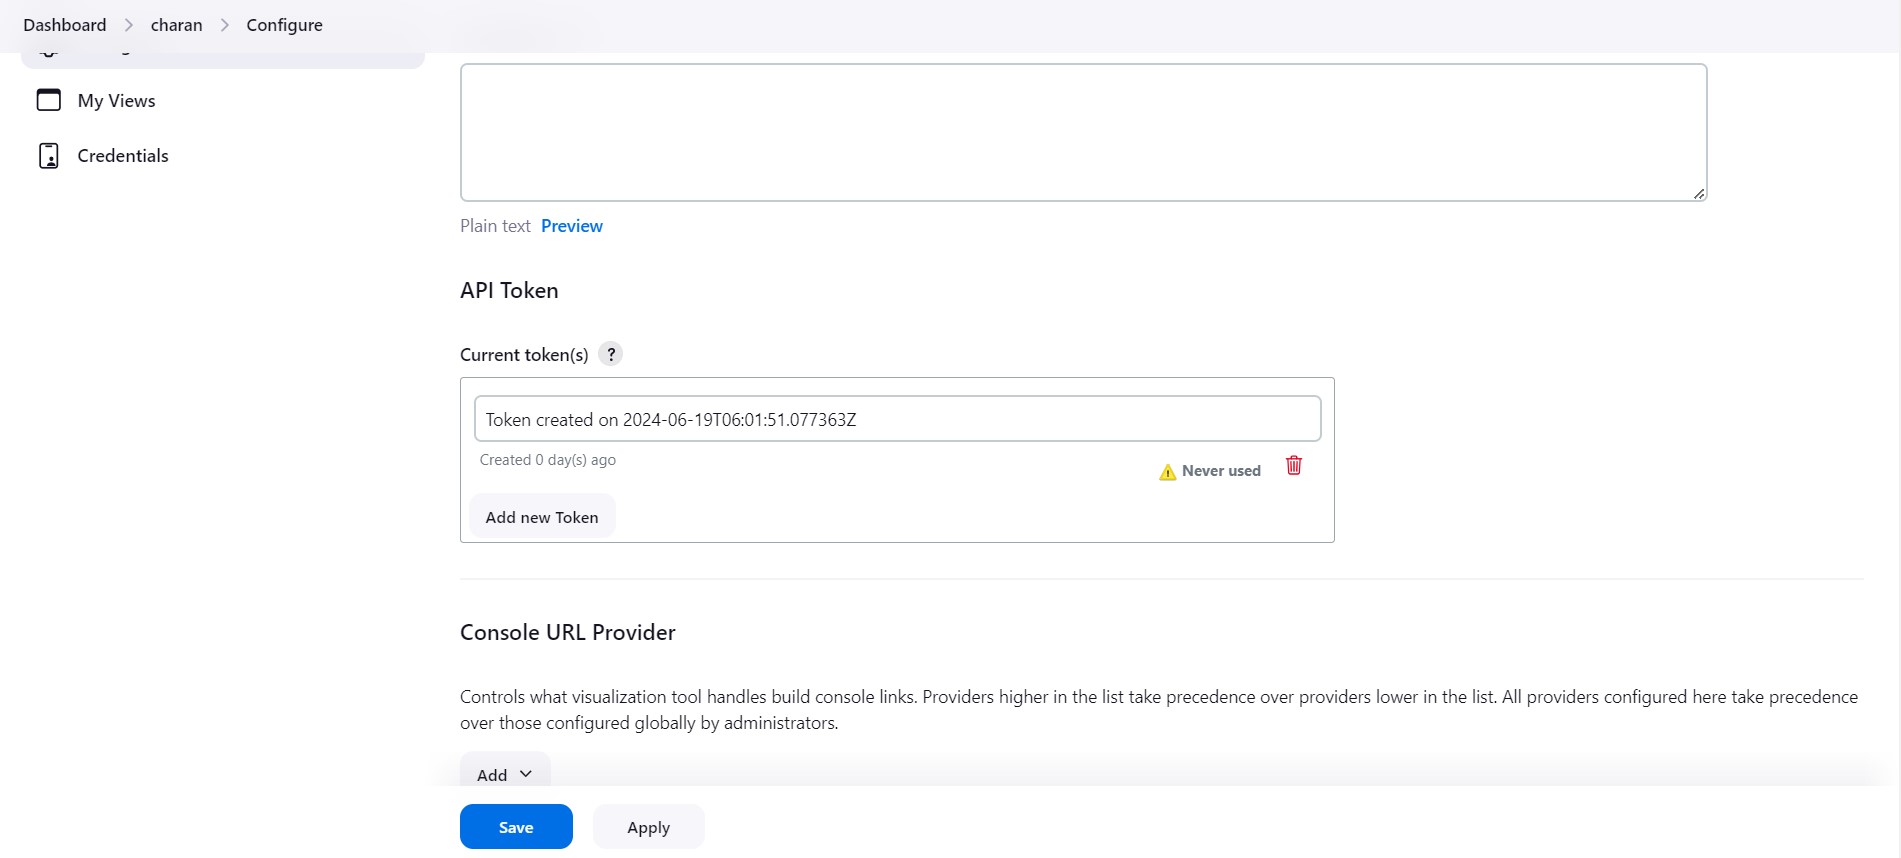 Dashboard > charan > Configure
My Views
Credentials
Plain text Preview
API Token
Current token(s) ?
Token created on 2024-06-19T06:01:51.077363Z
Created 0 day(s) ago
Never used
Add new Token
Console URL Provider
Controls what visualization tool handles build console links. Providers higher in the list take precedence over providers lower in the list. All providers configured here take precedence
over those configured globally by administrators.
Add
Save Apply